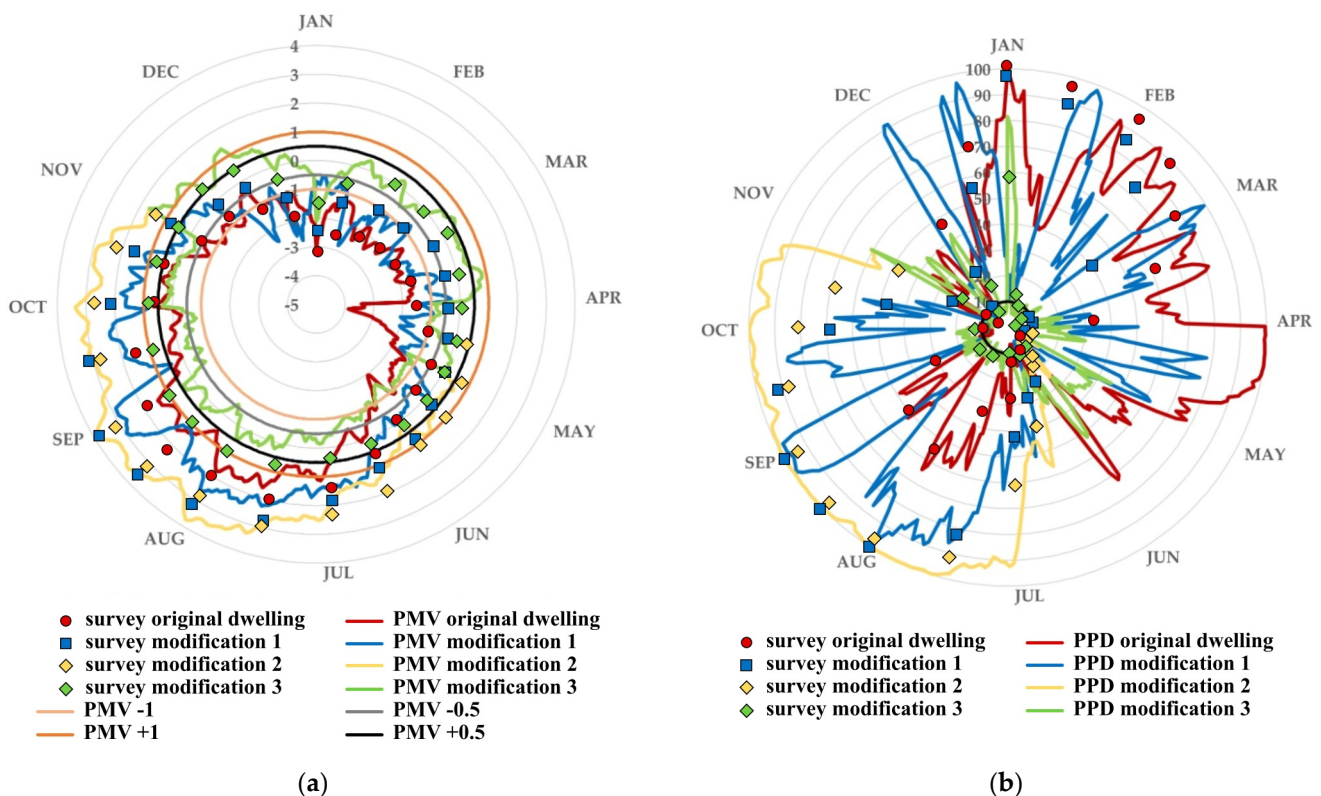 JAN
FEB
MAR
APR
MAY
JUN
JUL
AUG
SEP
OCT
NOV
DEC
4
3
2
1
0
-3
-4
-5
survey original dwelling
survey modification 1
survey modification 2
survey modification 3
PMV -1
PMV +1
PMV original dwelling
PMV modification 1
PMV modification 2
PMV modification 3
PMV -0.5
PMV +0.5
(a)
JAN
FEB
MAR
APR
MAY
JUN
JUL
AUG
SEP
OCT
NOV
DEC
100
90
80
70
60
50
survey original dwelling
survey modification 1
survey modification 2
survey modification 3
PPD original dwelling
PPD modification 1
PPD modification 2
PPD modification 3
(b)